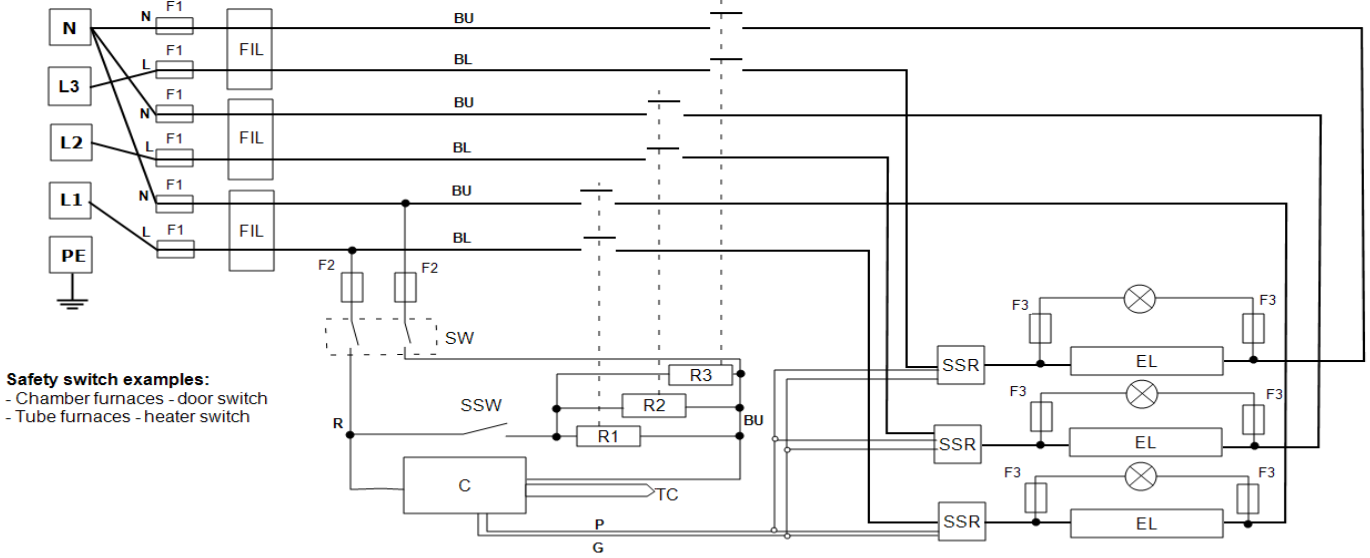 N F1 BU
N
F1
FIL
L BL
L3
F1
BU
N
F1
FIL
L2
L BL
F1
BU
L1
N
F1
FIL
L BL
PE
F2 F2
F3 F3
SW
SSR EL
R3
Safety switch examples:
- Chamber furnaces - door switch
- Tube furnaces - heater switch
F3 F3
SSW R2
R BU
R1
SSR EL
F3 F3
C
TC
P
SSR EL
G